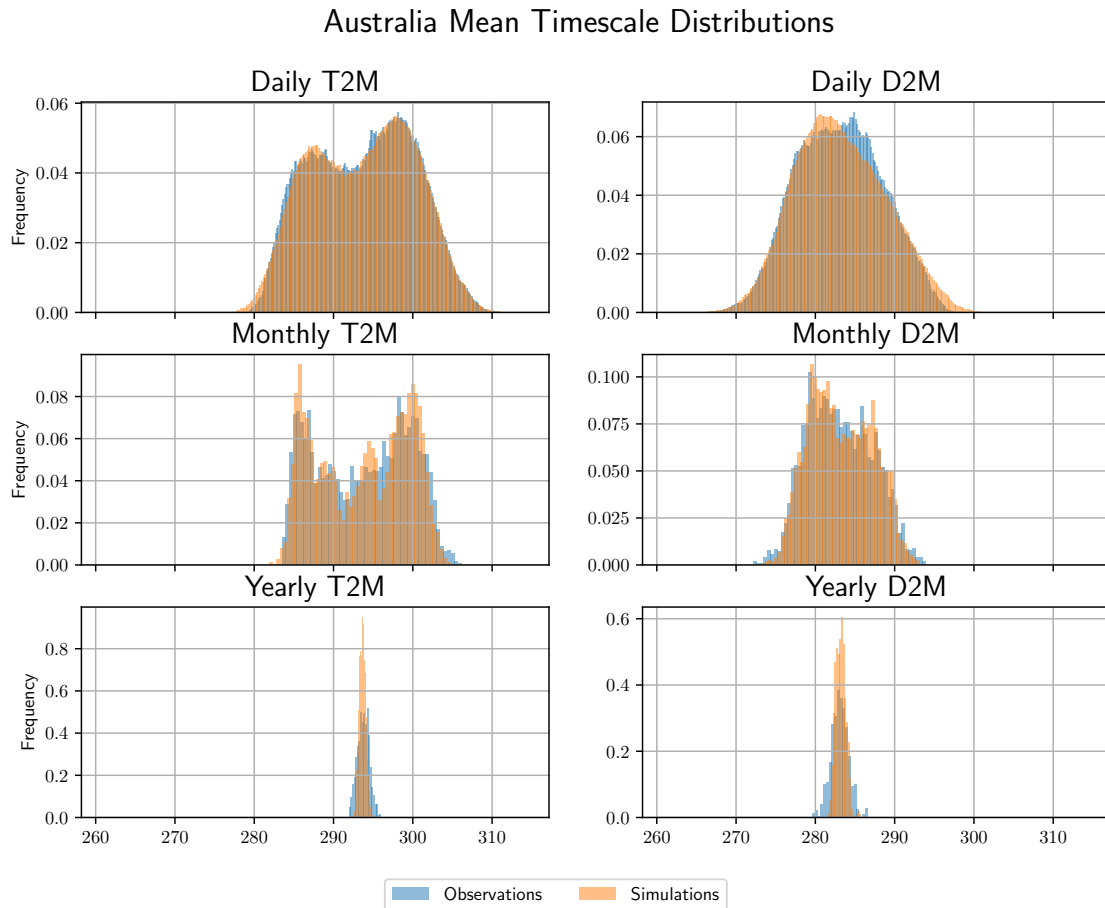 Australia Mean Timescale Distributions
Daily T2M
Daily D2M
0.06
0.04
0.02
0.00
Frequency
0.06
0.04
0.02
0.00
Monthly T2M
Monthly D2M
0.08
0.06
0.04
0.02
0.00
Frequency
0.100
0.075
0.050
0.025
0.000
Yearly T2M
Yearly D2M
0.8
0.6
0.4
0.2
0.0
Frequency
0.6
0.4
0.2
0.0
260 270 280 290 300 310
260 270 280 290 300 310
Observations Simulations